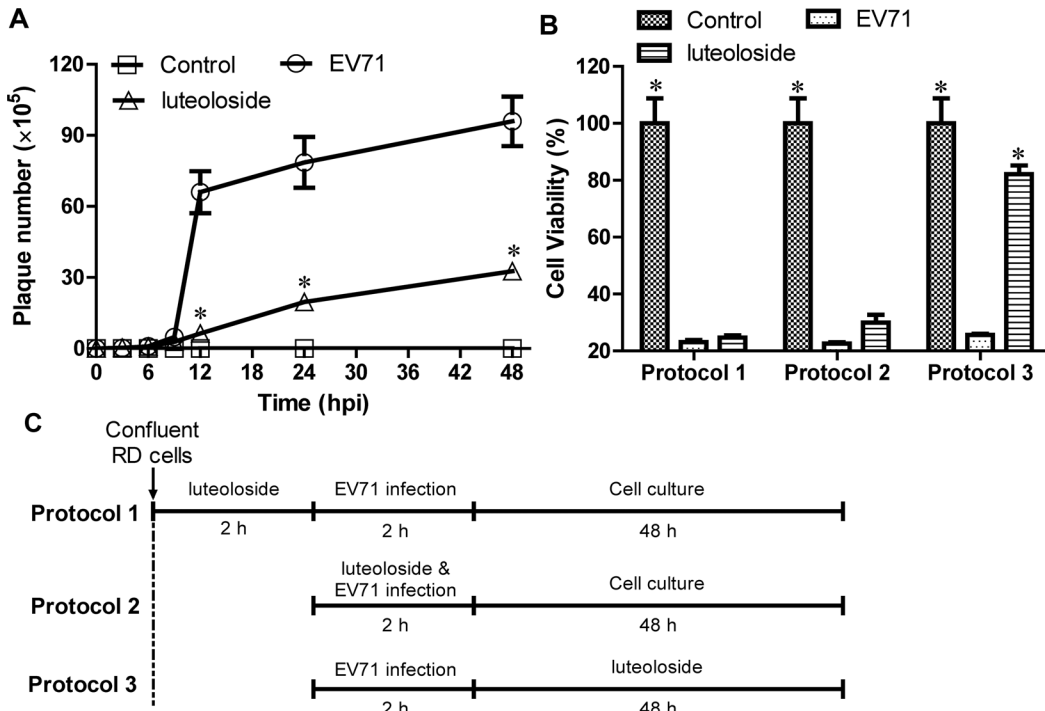 A
Control
EV71
luteoloside
120
90
60
30
0
Plaque number (×10⁵)
*
*
*
0 6 12 18 24 30 36 42 48
Time (hpi)
B
Control
EV71
luteoloside
120
100
80
60
40
20
Cell Viability (%)
*
*
*
*
Protocol 1 Protocol 2 Protocol 3
C
Confluent
RD cells
Protocol 1
luteoloside EV71 infection Cell culture
2 h 2 h 48 h
Protocol 2
luteoloside &
EV71 infection Cell culture
2 h 48 h
Protocol 3
EV71 infection luteoloside
2 h 48 h